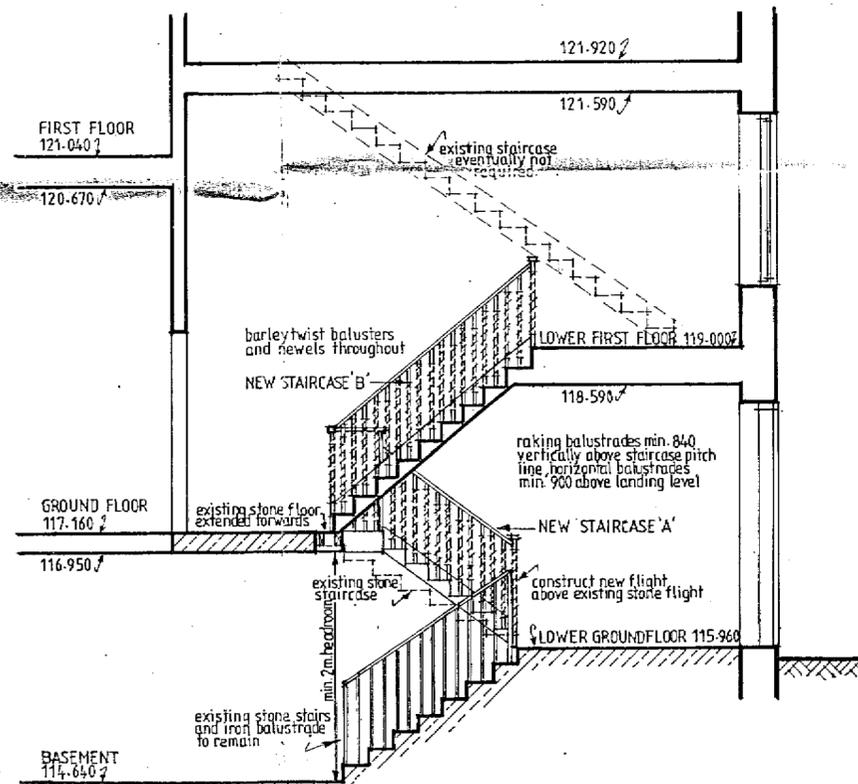 121·920
121·590
FIRST FLOOR
121·040
120·670
existing staircase
eventually not
required.
barleytwist balusters
and newels throughout
NEW STAIRCASE 'B'
LOWER FIRST FLOOR 119·000
118·590
raking balustrades min. 840
vertically above staircase pitch
line, horizontal balustrades
min. 900 above landing level
GROUND FLOOR
117·160
116·950
existing stone floor
extended forwards
NEW STAIRCASE 'A'
existing stone
staircase
construct new flight
above existing stone flight
min. 2m headroom
LOWER GROUND FLOOR 115·960
existing stone stairs
and iron balustrade
to remain
BASEMENT
114·640